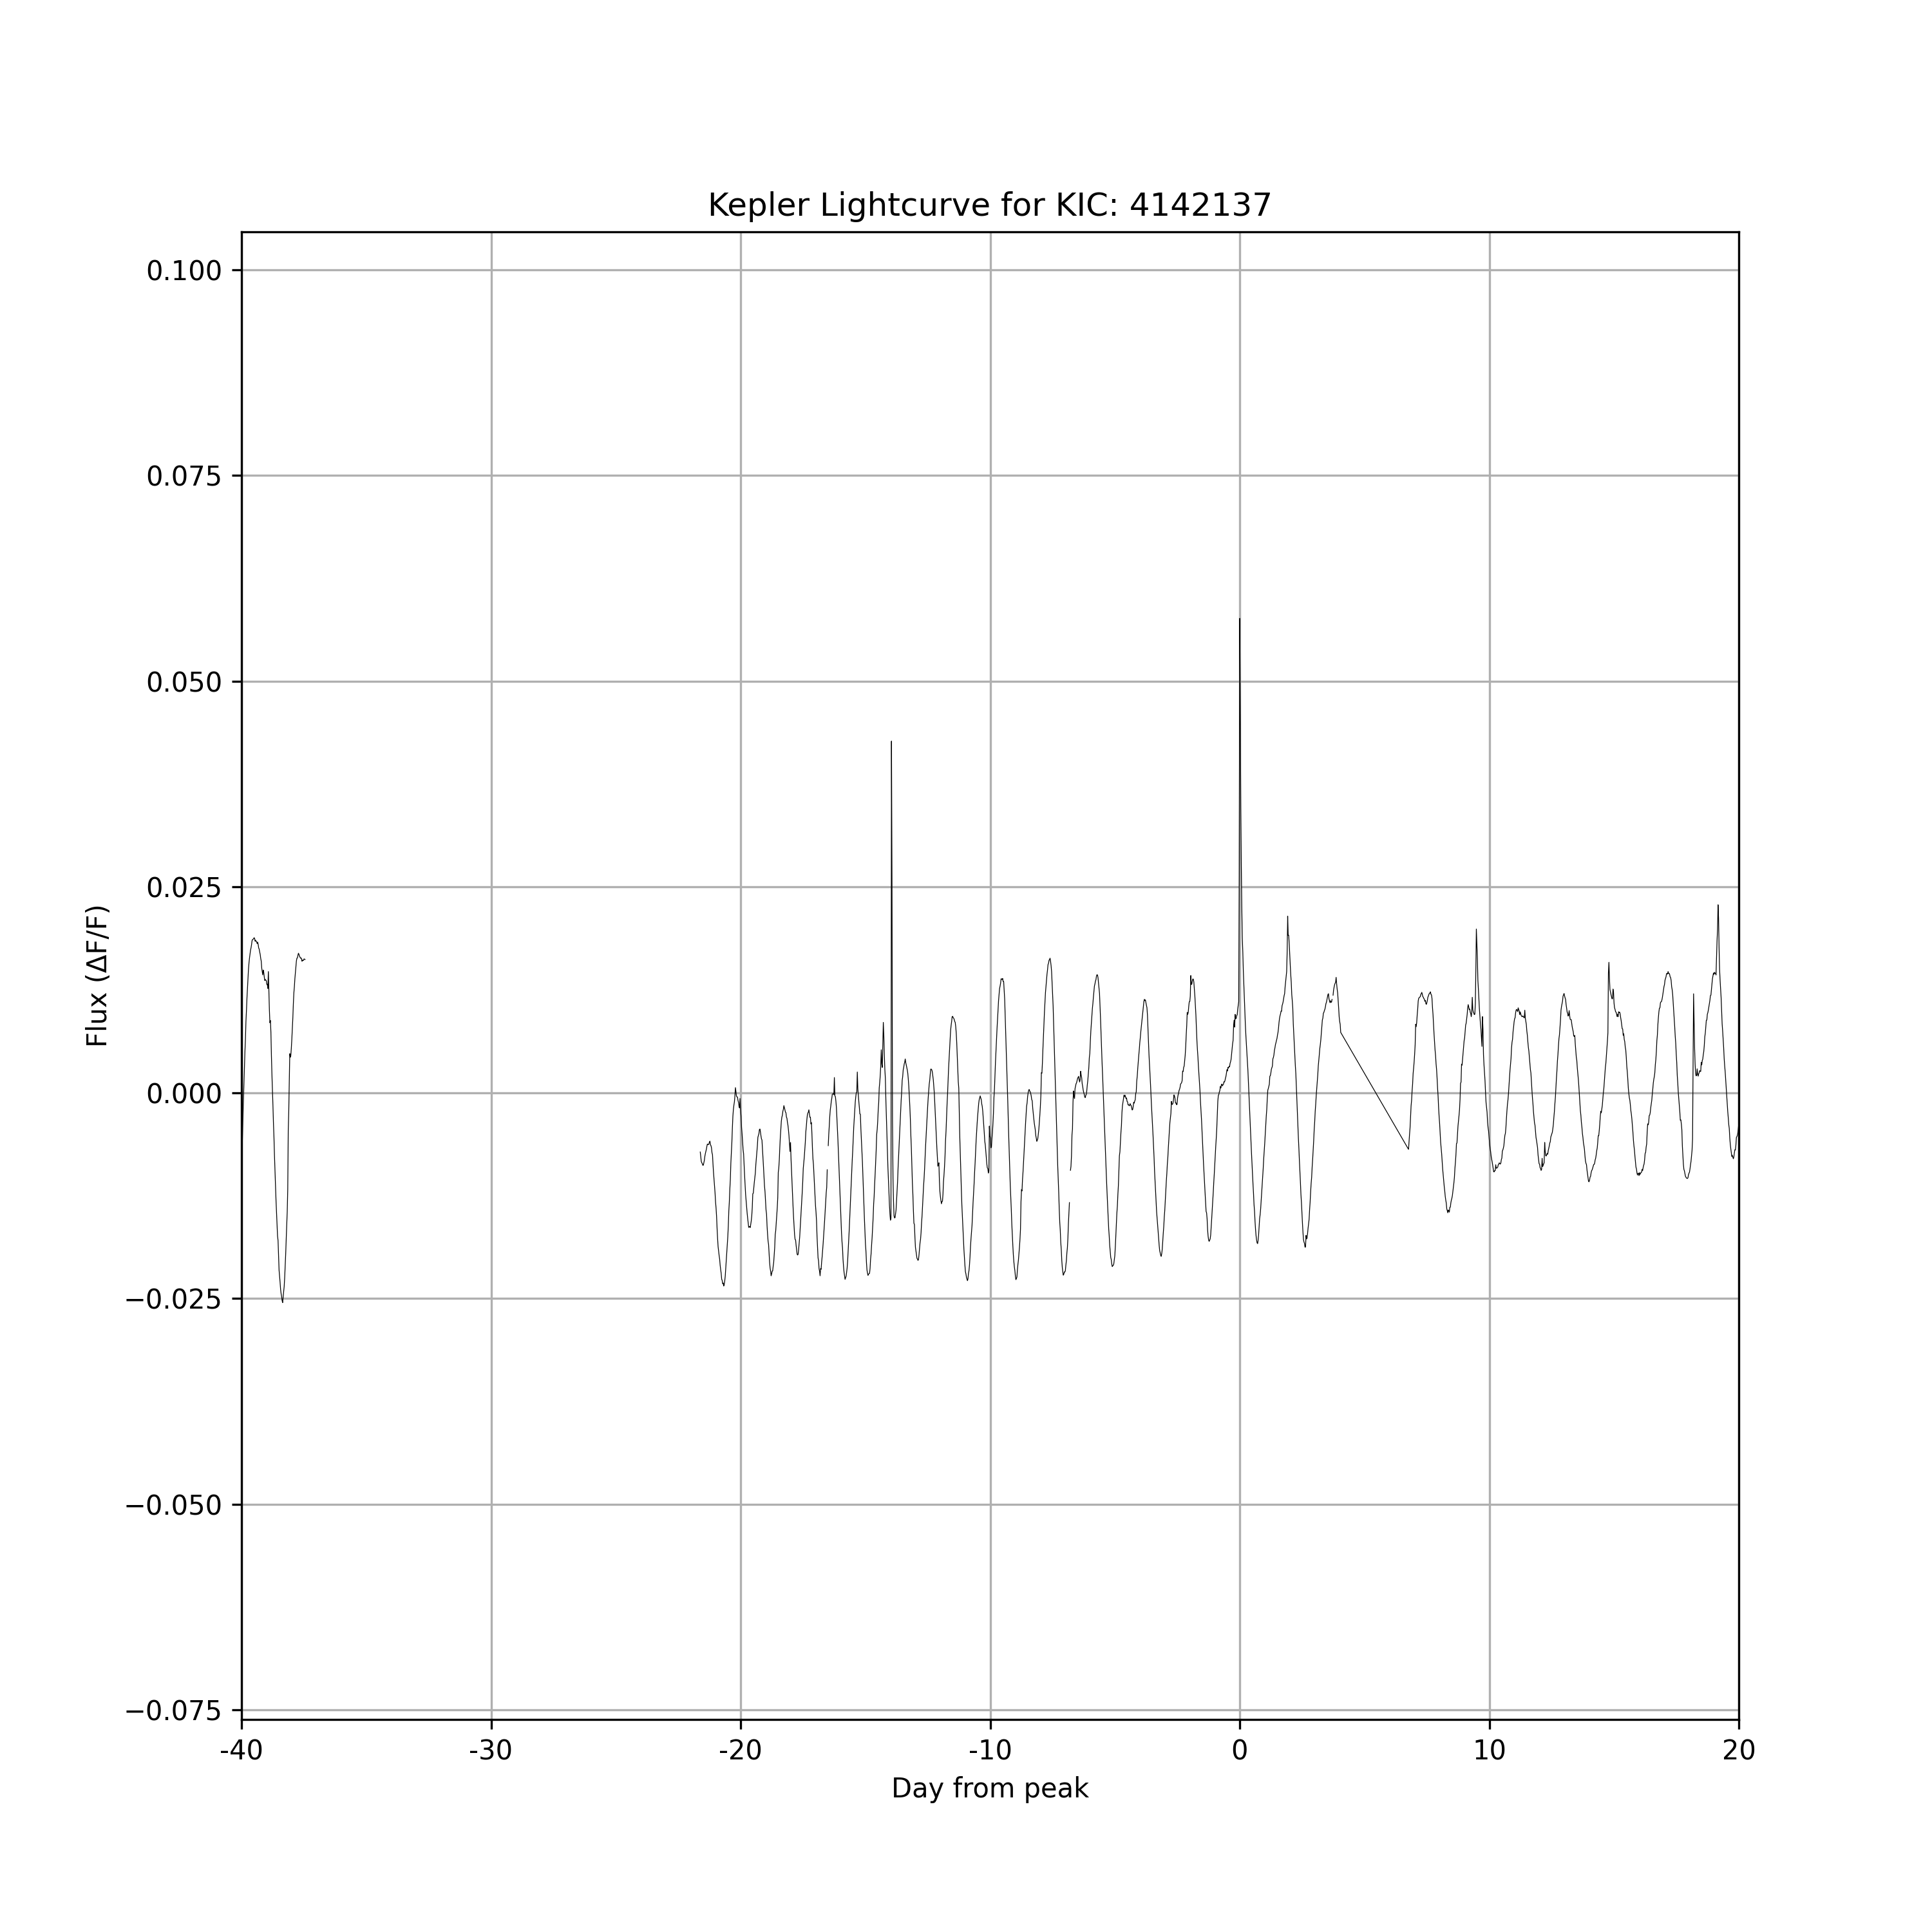 Kepler Lightcurve for KIC: 4142137
Flux (ΔF/F)
0.100
0.075
0.050
0.025
0.000
−0.025
−0.050
−0.075
-40 -30 -20 -10 0 10 20
Day from peak